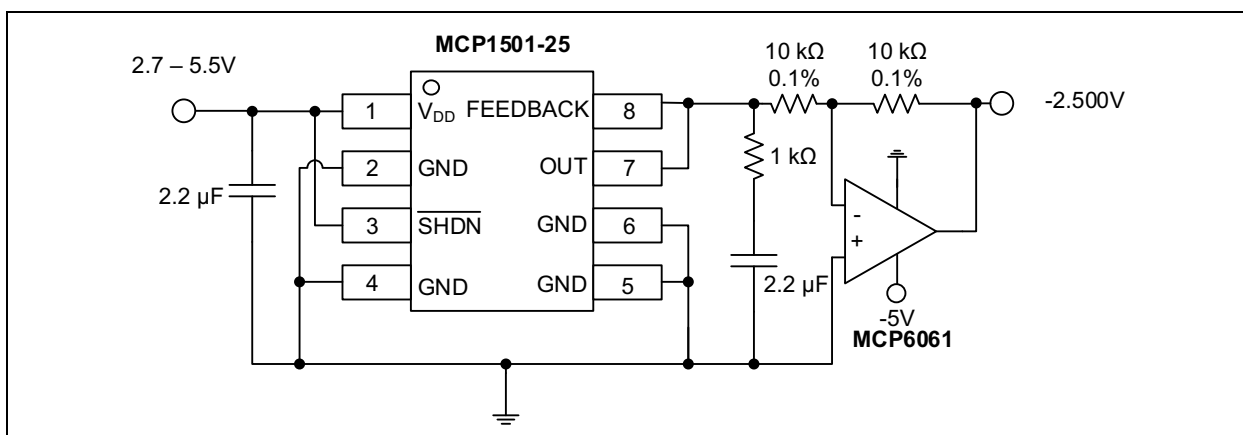 MCP1501-25
2.7 – 5.5V
10 kΩ
0.1%
10 kΩ
0.1%
-2.500V
1
VDD
FEEDBACK
8
2
GND
OUT
7
1 kΩ
2.2 µF
3
SHDN
GND
6
4
GND
GND
5
2.2 µF
-
+
-5V
MCP6061